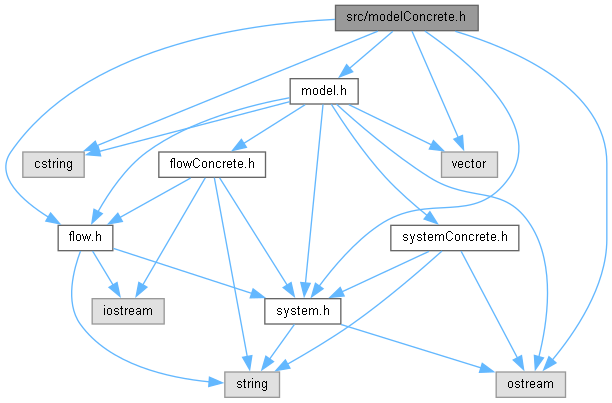 src/modelConcrete.h
model.h
cstring
flowConcrete.h
vector
flow.h
systemConcrete.h
iostream
system.h
string
ostream